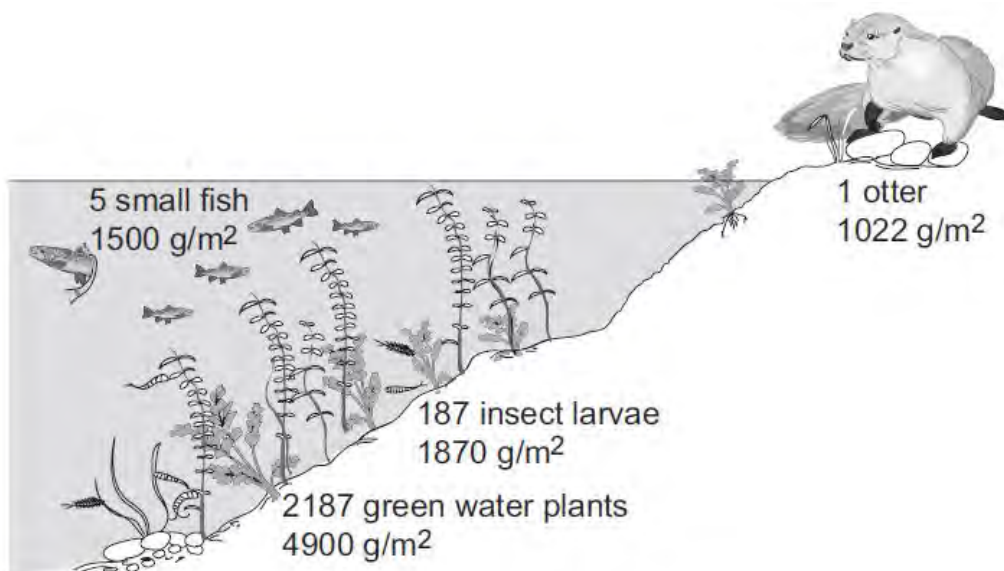 5 small fish
1500 g/m²
1 otter
1022 g/m²
187 insect larvae
1870 g/m²
2187 green water plants
4900 g/m²